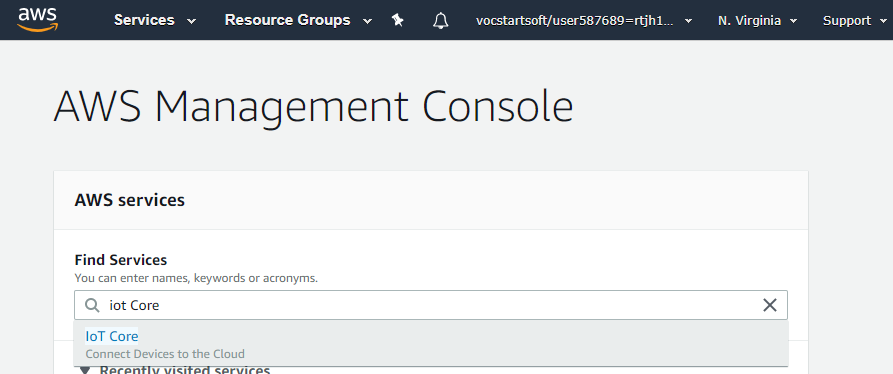 aws Services Resource Groups vocstartsoft/user587689=rtjh1... N. Virginia Support
AWS Management Console
AWS services
Find Services
You can enter names, keywords or acronyms.
iot Core
IoT Core
Connect Devices to the Cloud
Recently visited services